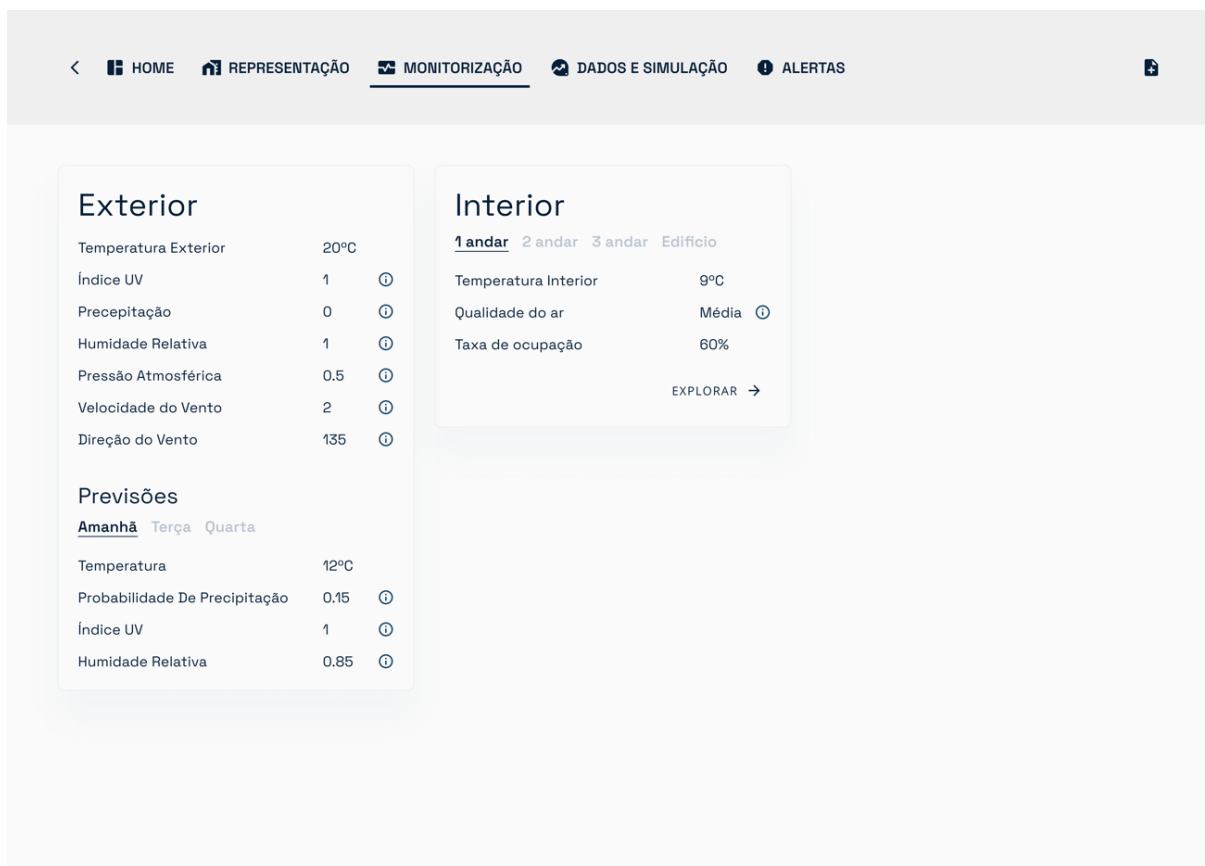 HOME REPRESENTAÇÃO MONITORIZAÇÃO DADOS E SIMULAÇÃO ALERTAS
Exterior
Temperatura Exterior 20ºC
Índice UV 1
Precepitação 0
Humidade Relativa 1
Pressão Atmosférica 0.5
Velocidade do Vento 2
Direção do Vento 135
Previsões
Amanhã Terça Quarta
Temperatura 12ºC
Probabilidade De Precipitação 0.15
Índice UV 1
Humidade Relativa 0.85
Interior
1 andar 2 andar 3 andar Edificio
Temperatura Interior 9ºC
Qualidade do ar Média
Taxa de ocupação 60%
EXPLORAR